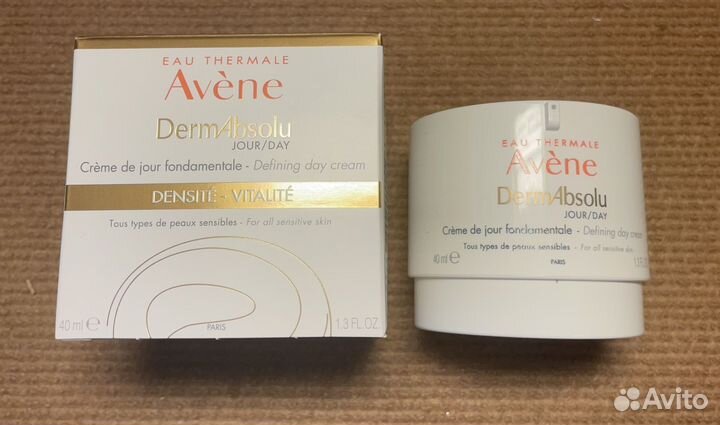 EAU THERMALE
Avène
DermAbsolu
JOUR/DAY
Crème de jour fondamentale - Defining day cream
DENSITÉ - VITALITÉ
Tous types de peaux sensibles - For all sensitive skin
40 ml e
PARIS
1.3 FL.OZ.
EAU THERMALE
Avène
DermAbsolu
JOUR/DAY
Crème de jour fondamentale - Defining day cream
Tous types de peaux sensibles - For all sensitive skin
40 ml e
PARIS
Avito